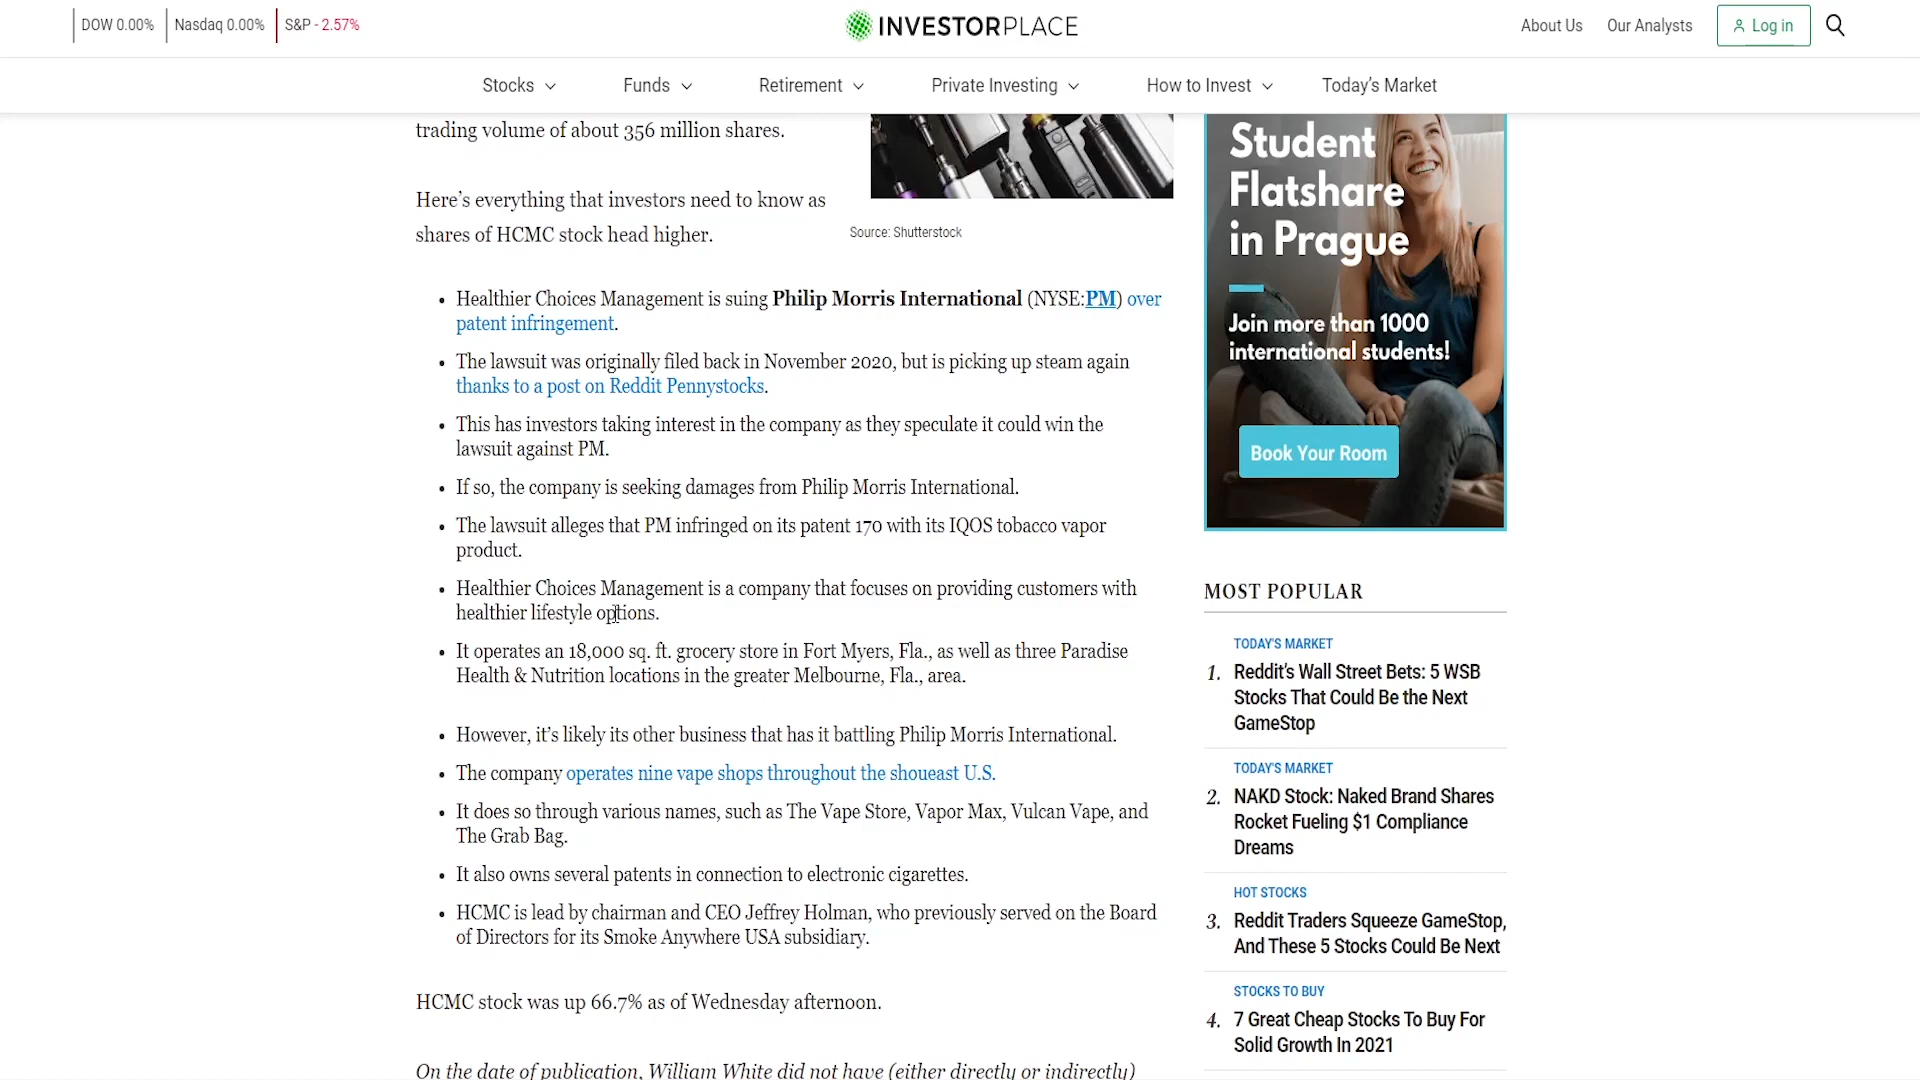 DOW 0.00% Nasdaq 0.00% S&P - 2.57%
INVESTORPLACE
About Us Our Analysts Log in
Stocks Funds Retirement Private Investing How to Invest Today's Market
trading volume of about 356 million shares.
Here's everything that investors need to know as
shares of HCMC stock head higher.
Source: Shutterstock
Healthier Choices Management is suing Philip Morris International (NYSE:PM) over
patent infringement.
The lawsuit was originally filed back in November 2020, but is picking up steam again
thanks to a post on Reddit Pennystocks.
This has investors taking interest in the company as they speculate it could win the
lawsuit against PM.
If so, the company is seeking damages from Philip Morris International.
The lawsuit alleges that PM infringed on its patent 170 with its IQOS tobacco vapor
product.
Healthier Choices Management is a company that focuses on providing customers with
healthier lifestyle options.
It operates an 18,000 sq. ft. grocery store in Fort Myers, Fla., as well as three Paradise
Health & Nutrition locations in the greater Melbourne, Fla., area.
However, it's likely its other business that has it battling Philip Morris International.
The company operates nine vape shops throughout the shoueast U.S.
It does so through various names, such as The Vape Store, Vapor Max, Vulcan Vape, and
The Grab Bag.
It also owns several patents in connection to electronic cigarettes.
HCMC is lead by chairman and CEO Jeffrey Holman, who previously served on the Board
of Directors for its Smoke Anywhere USA subsidiary.
HCMC stock was up 66.7% as of Wednesday afternoon.
On the date of publication, William White did not have (either directly or indirectly)
Student
Flatshare
in Prague
Join more than 1000
international students!
Book Your Room
MOST POPULAR
TODAY'S MARKET
1. Reddit's Wall Street Bets: 5 WSB
Stocks That Could Be the Next
GameStop
TODAY'S MARKET
2. NAKD Stock: Naked Brand Shares
Rocket Fueling $1 Compliance
Dreams
HOT STOCKS
3. Reddit Traders Squeeze GameStop,
And These 5 Stocks Could Be Next
STOCKS TO BUY
4. 7 Great Cheap Stocks To Buy For
Solid Growth In 2021